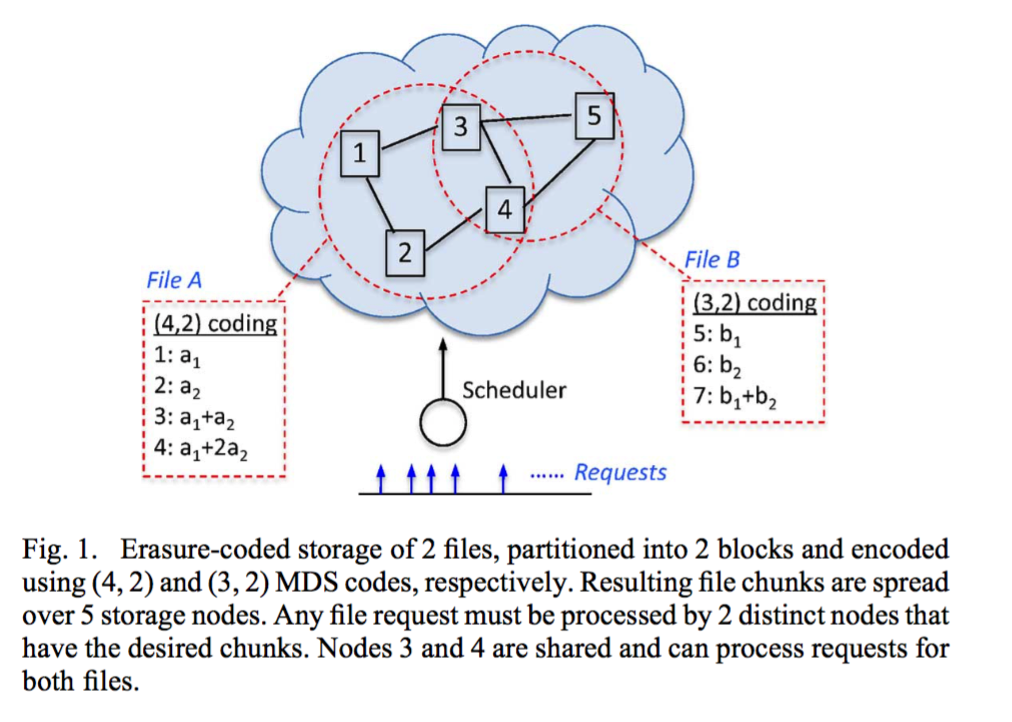 1
3
5
4
2
File A
(4,2) coding
1: a₁
2: a₂
3: a₁+a₂
4: a₁+2a₂
File B
(3,2) coding
5: b₁
6: b₂
7: b₁+b₂
Scheduler
...... Requests
Fig. 1. Erasure-coded storage of 2 files, partitioned into 2 blocks and encoded
using (4, 2) and (3, 2) MDS codes, respectively. Resulting file chunks are spread
over 5 storage nodes. Any file request must be processed by 2 distinct nodes that
have the desired chunks. Nodes 3 and 4 are shared and can process requests for
both files.